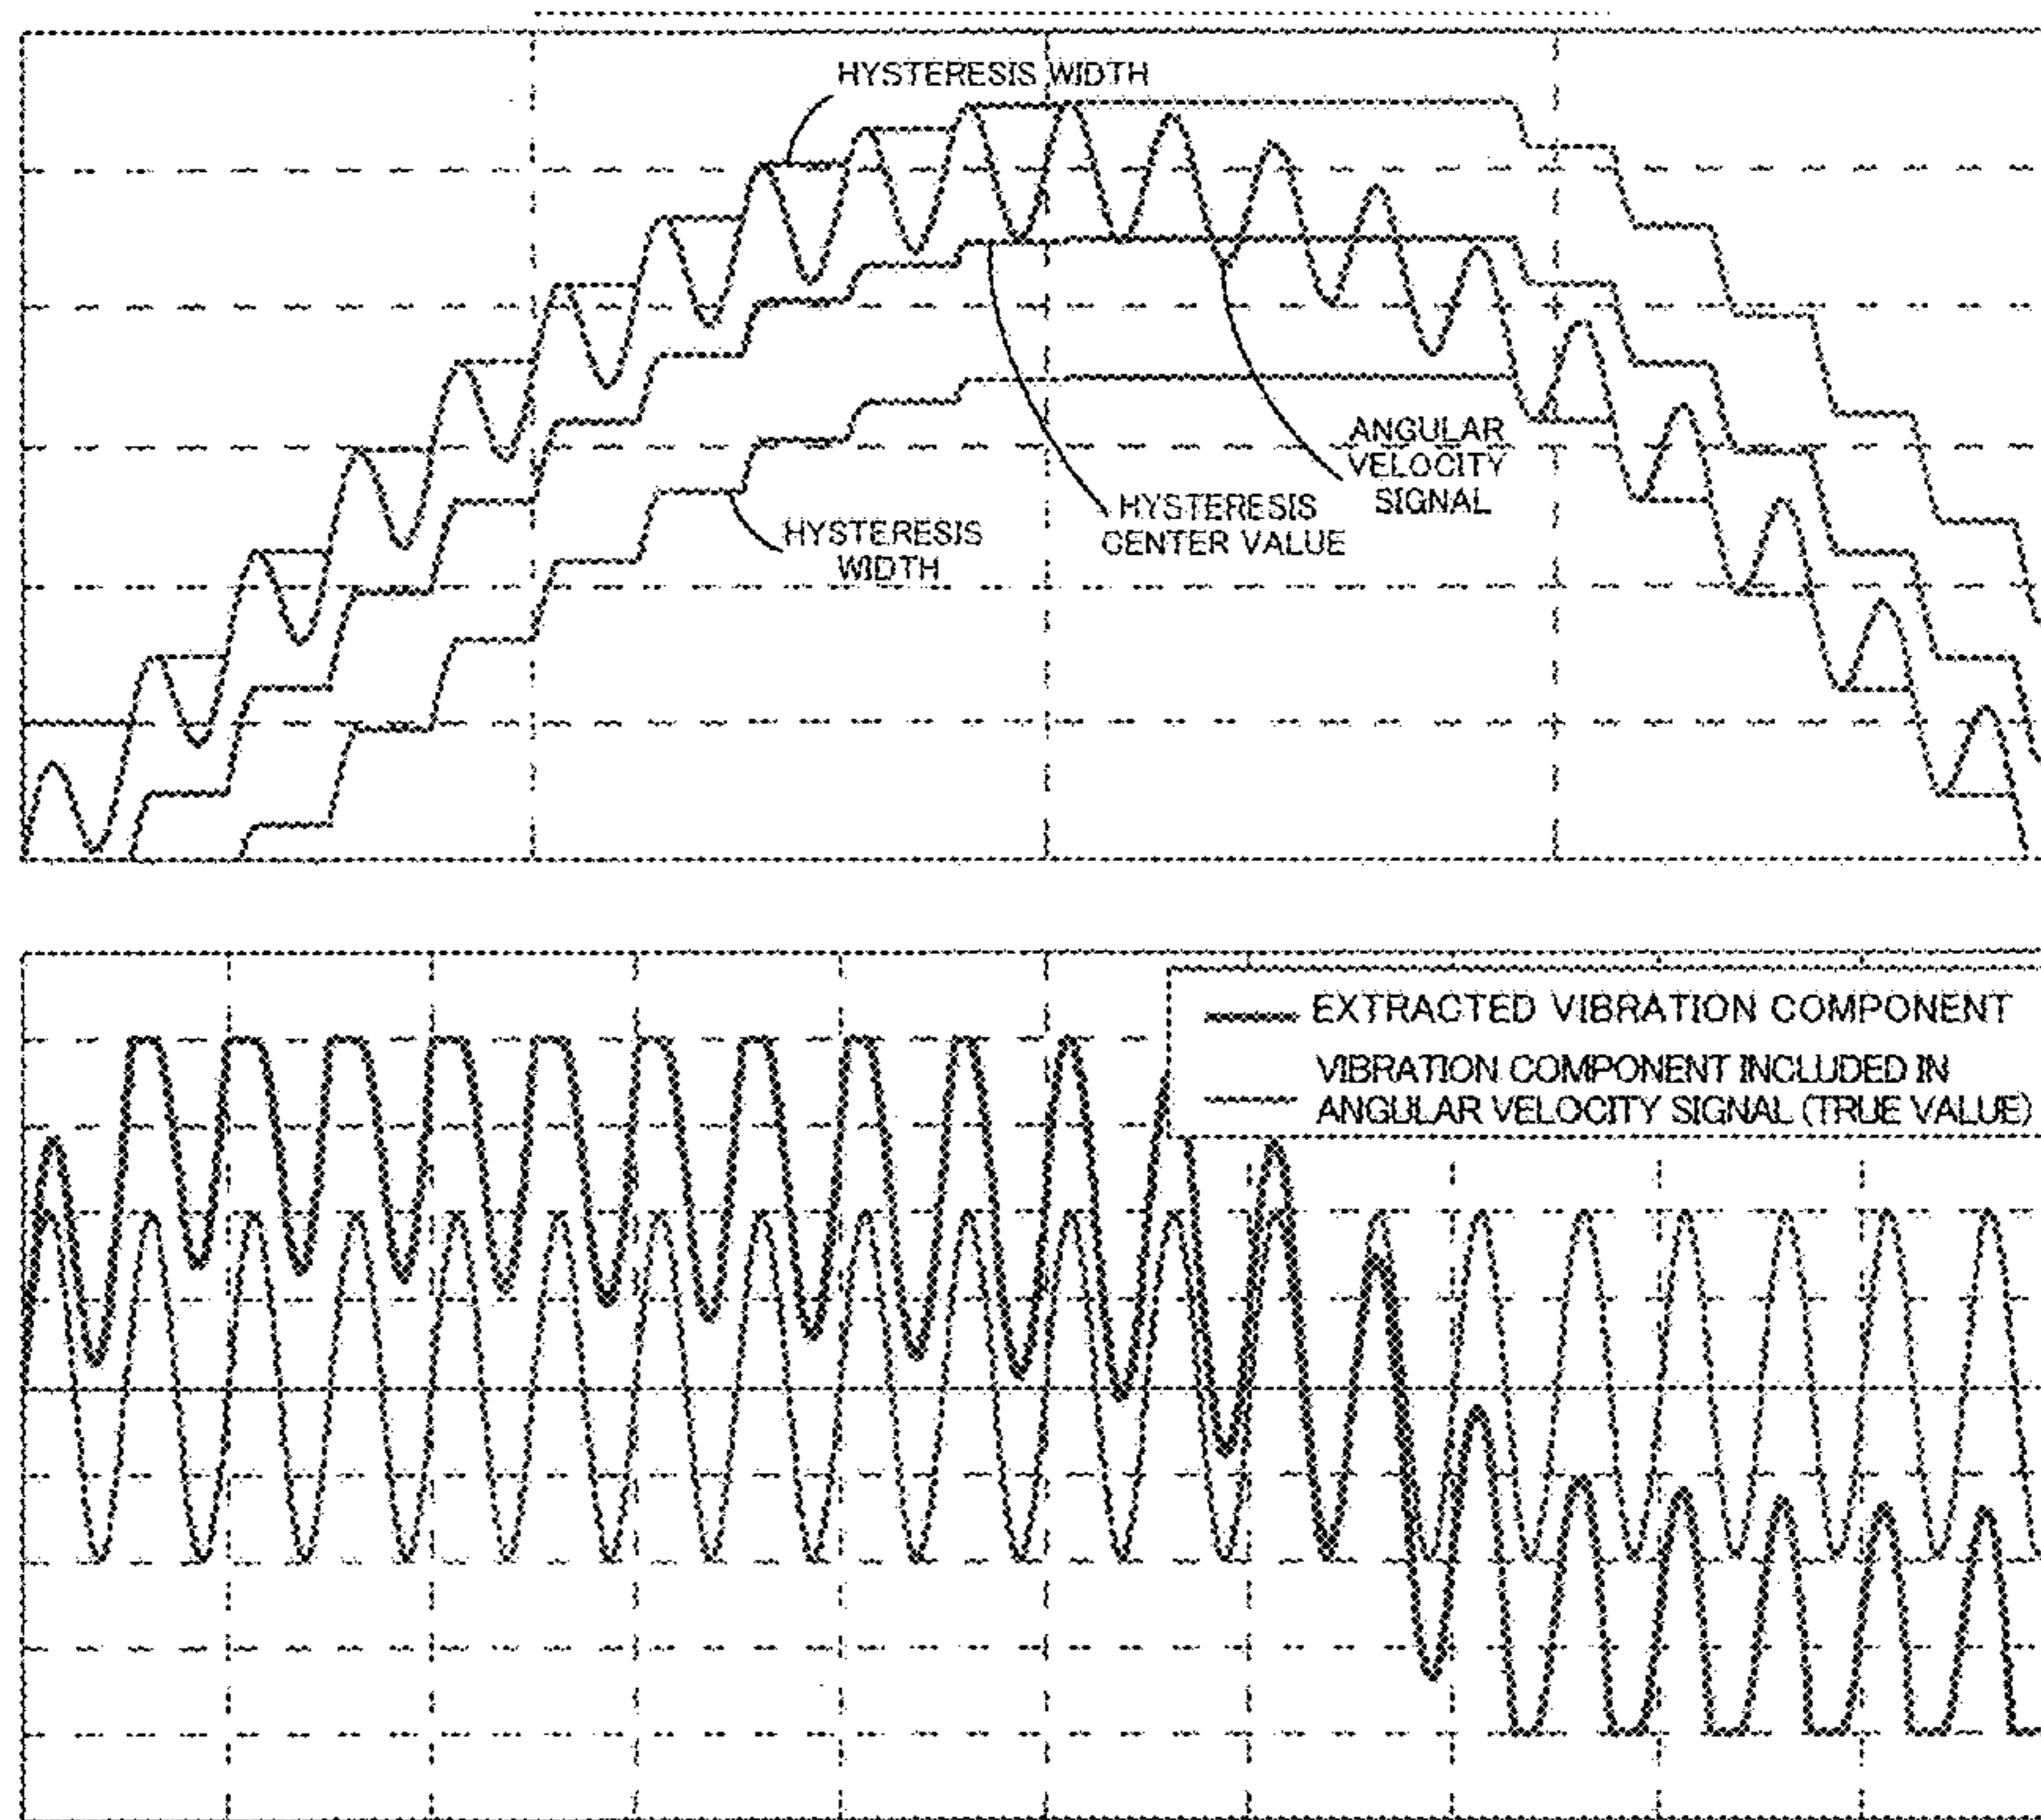 HYSTERESIS WIDTH
ANGULAR
VELOCITY
SIGNAL
HYSTERESIS
CENTER VALUE
HYSTERESIS
WIDTH
EXTRACTED VIBRATION COMPONENT
VIBRATION COMPONENT INCLUDED IN
ANGULAR VELOCITY SIGNAL (TRUE VALUE)